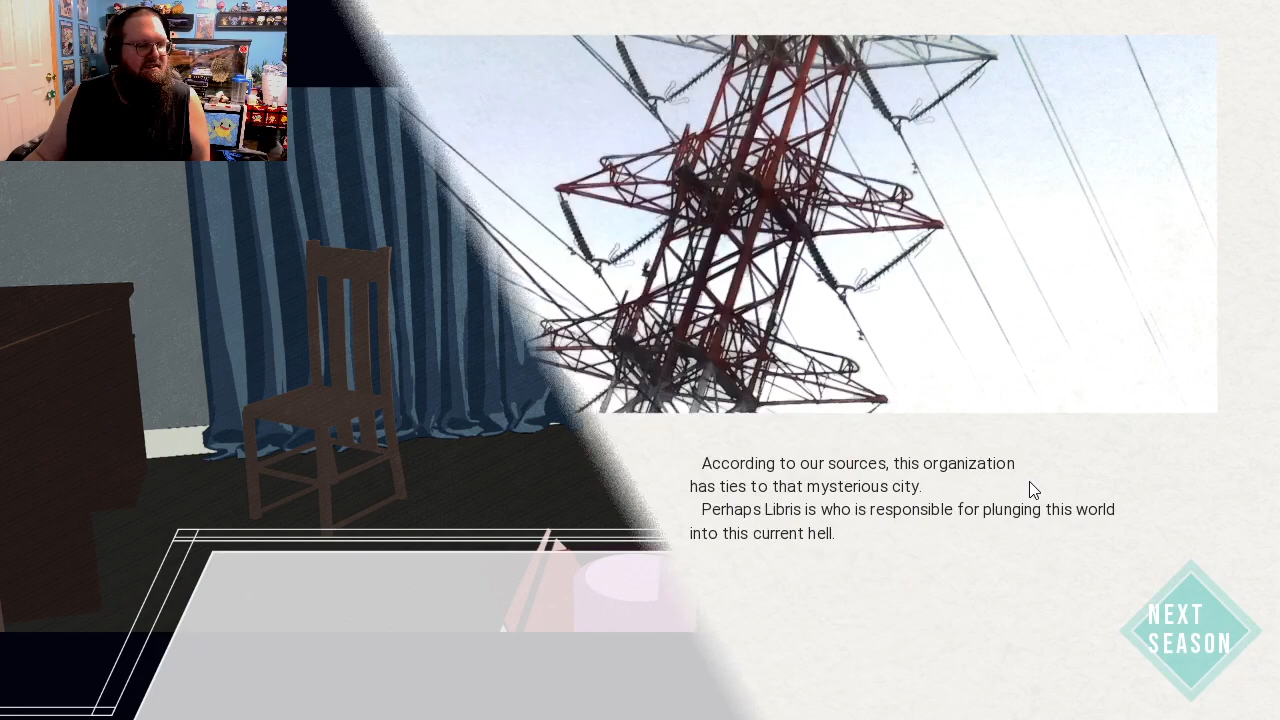 According to our sources, this organization
has ties to that mysterious city.
Perhaps Libris is who is responsible for plunging this world
into this current hell.
NEXT
SEASON